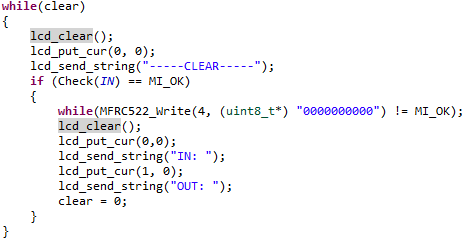 while(clear)
{
    lcd_clear();
    lcd_put_cur(0, 0);
    lcd_send_string("-----CLEAR-----");
    if (Check(IN) == MI_OK)
    {
        while(MFRC522_Write(4, (uint8_t*) "0000000000") != MI_OK);
        lcd_clear();
        lcd_put_cur(0,0);
        lcd_send_string("IN: ");
        lcd_put_cur(1, 0);
        lcd_send_string("OUT: ");
        clear = 0;
    }
}